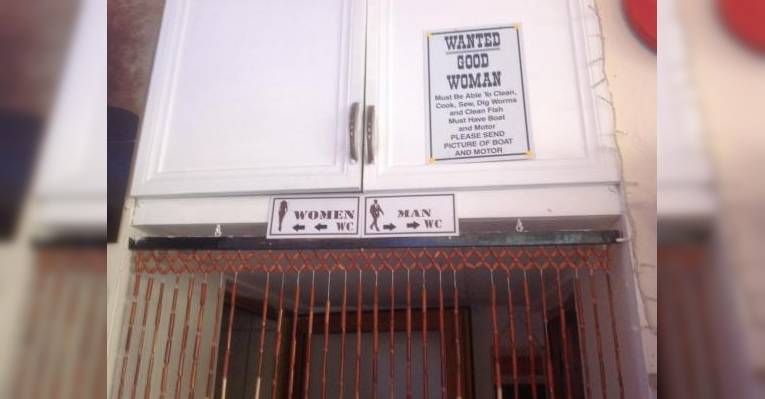 WANTED
GOOD
WOMAN
Must Be Able To Clean,
Cook, Sew, Dig Worms
and Clean Fish
Must Have Boat
and Motor
PLEASE SEND
PICTURE OF BOAT
AND MOTOR
WOMEN
WC
MAN
WC